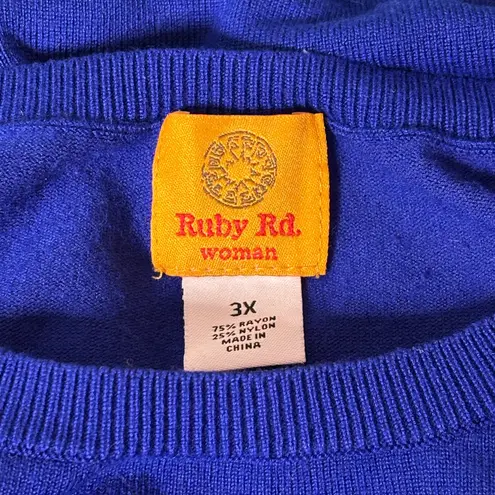 Ruby Rd.
woman
3X
75% RAYON
25% NYLON
MADE IN
CHINA